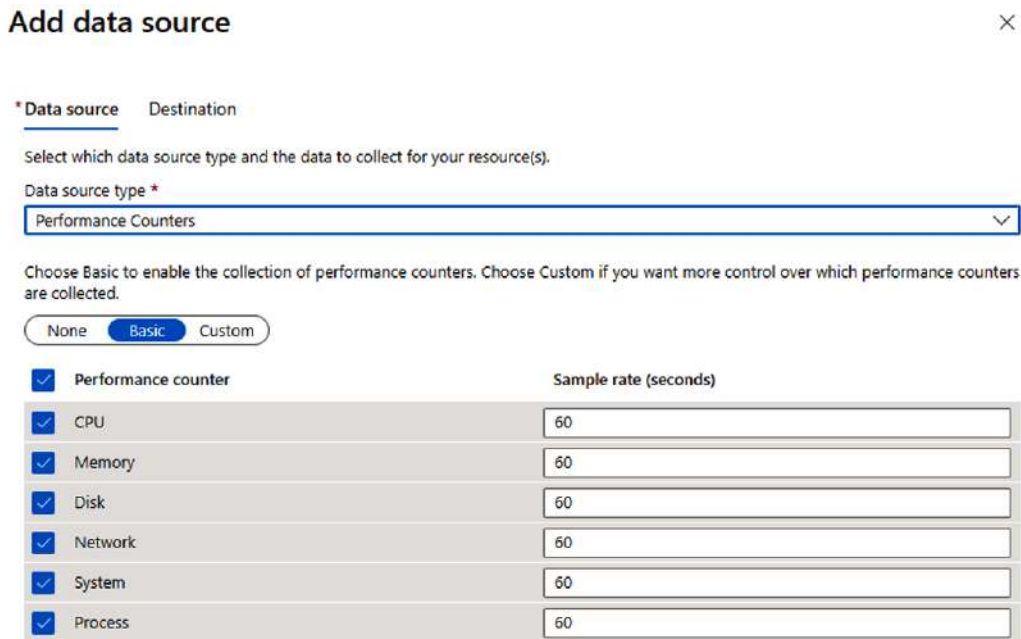 Add data source
* Data source Destination
Select which data source type and the data to collect for your resource(s).
Data source type *
Performance Counters
Choose Basic to enable the collection of performance counters. Choose Custom if you want more control over which performance counters
are collected.
None Basic Custom
Performance counter Sample rate (seconds)
CPU 60
Memory 60
Disk 60
Network 60
System 60
Process 60